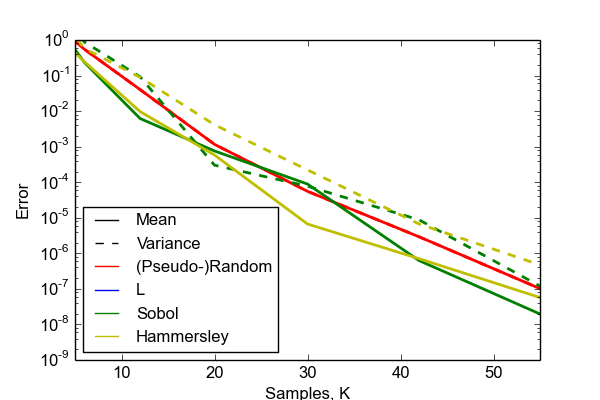 10^0
10^-1
10^-2
10^-3
10^-4
10^-5
10^-6
10^-7
10^-8
10^-9
Error
Mean
Variance
(Pseudo-)Random
L
Sobol
Hammersley
10 20 30 40 50
Samples, K